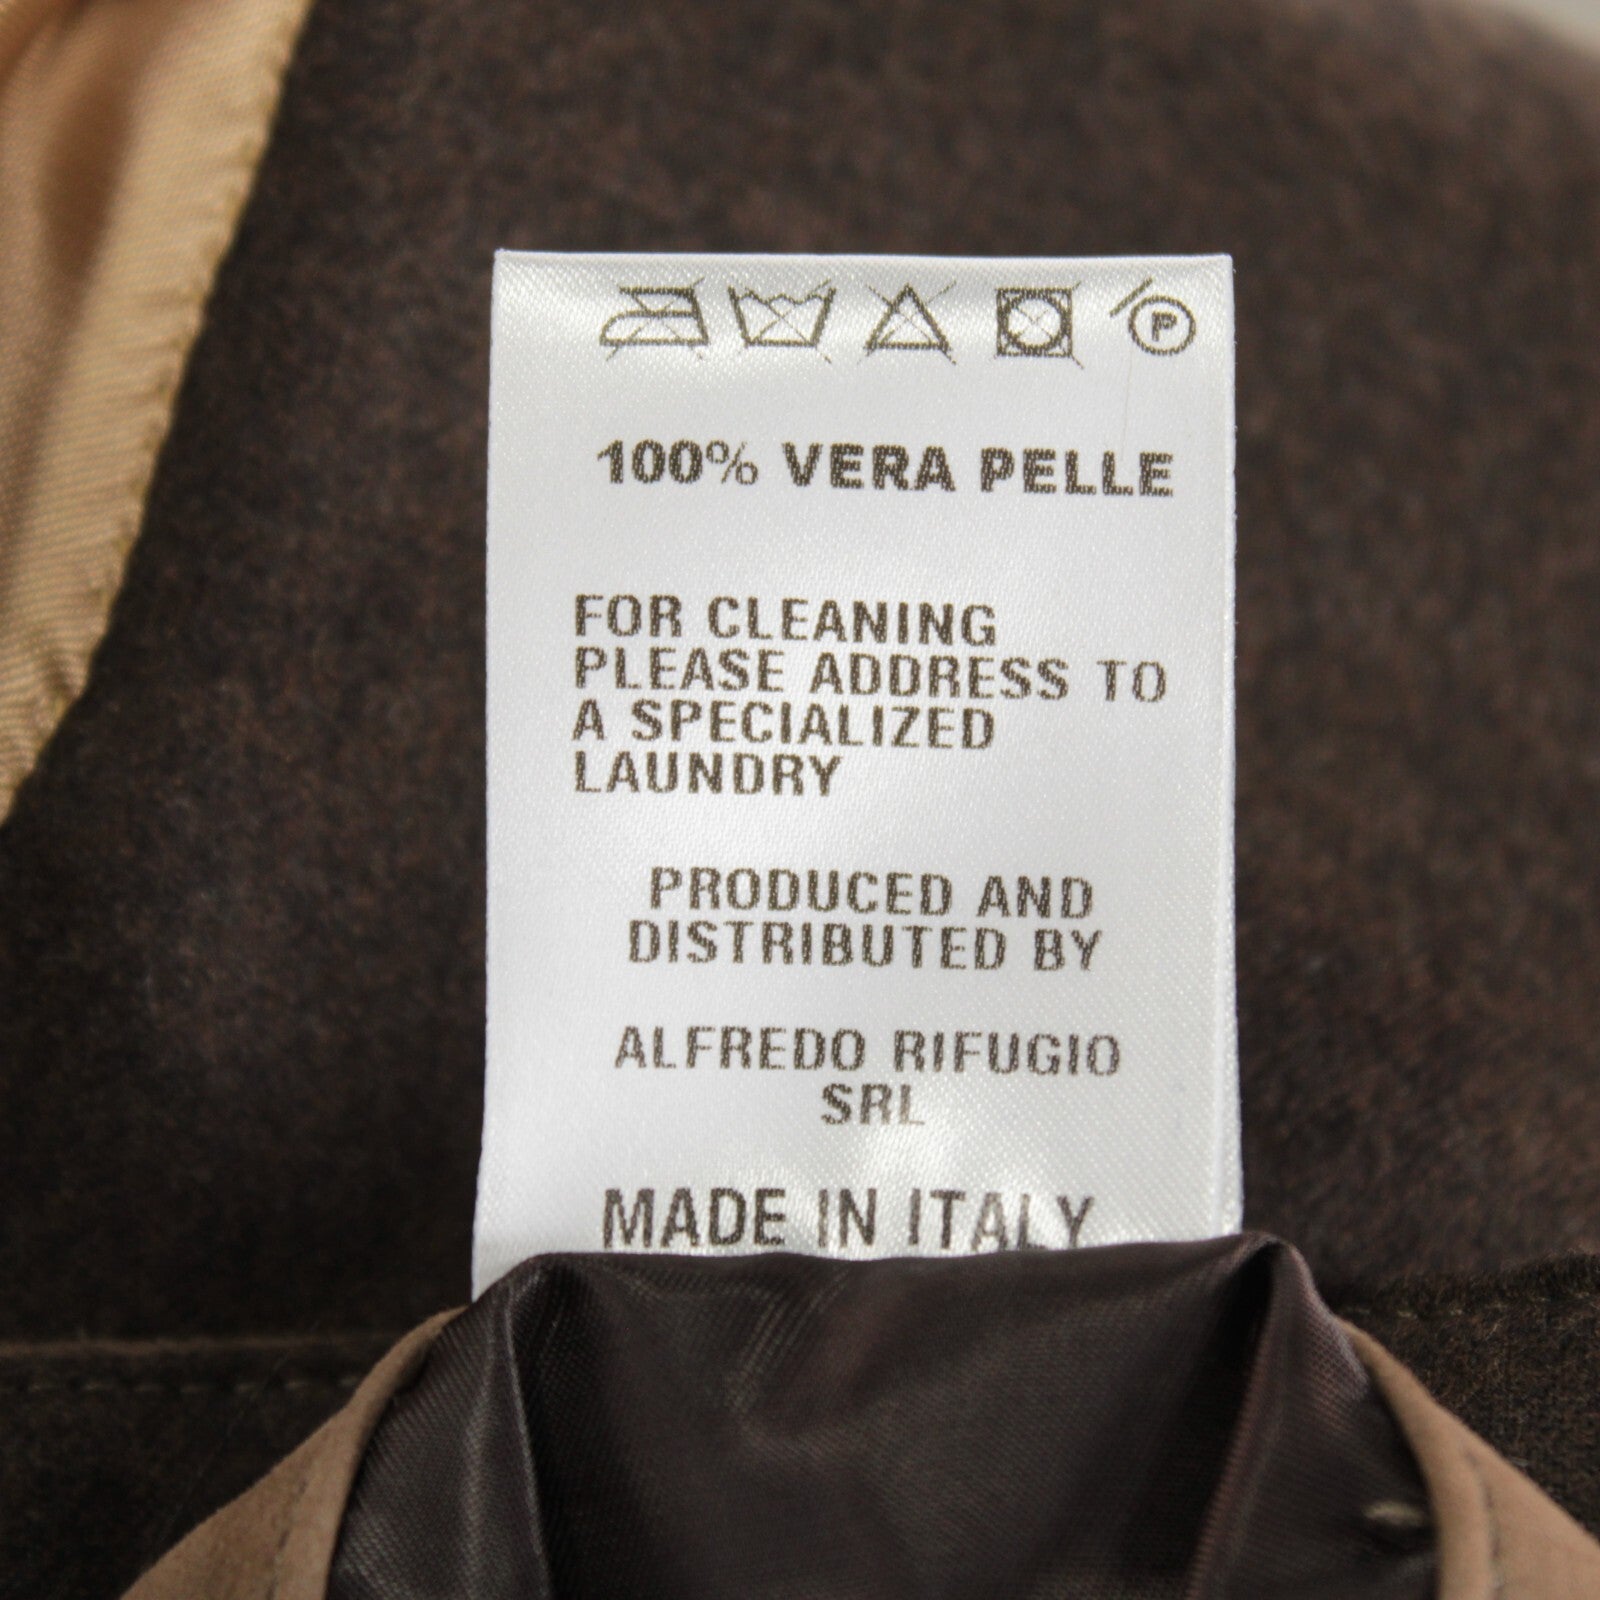 P
100% VERA PELLE
FOR CLEANING
PLEASE ADDRESS TO
A SPECIALIZED
LAUNDRY
PRODUCED AND
DISTRIBUTED BY
ALFREDO RIFUGIO
SRL
MADE IN ITALY